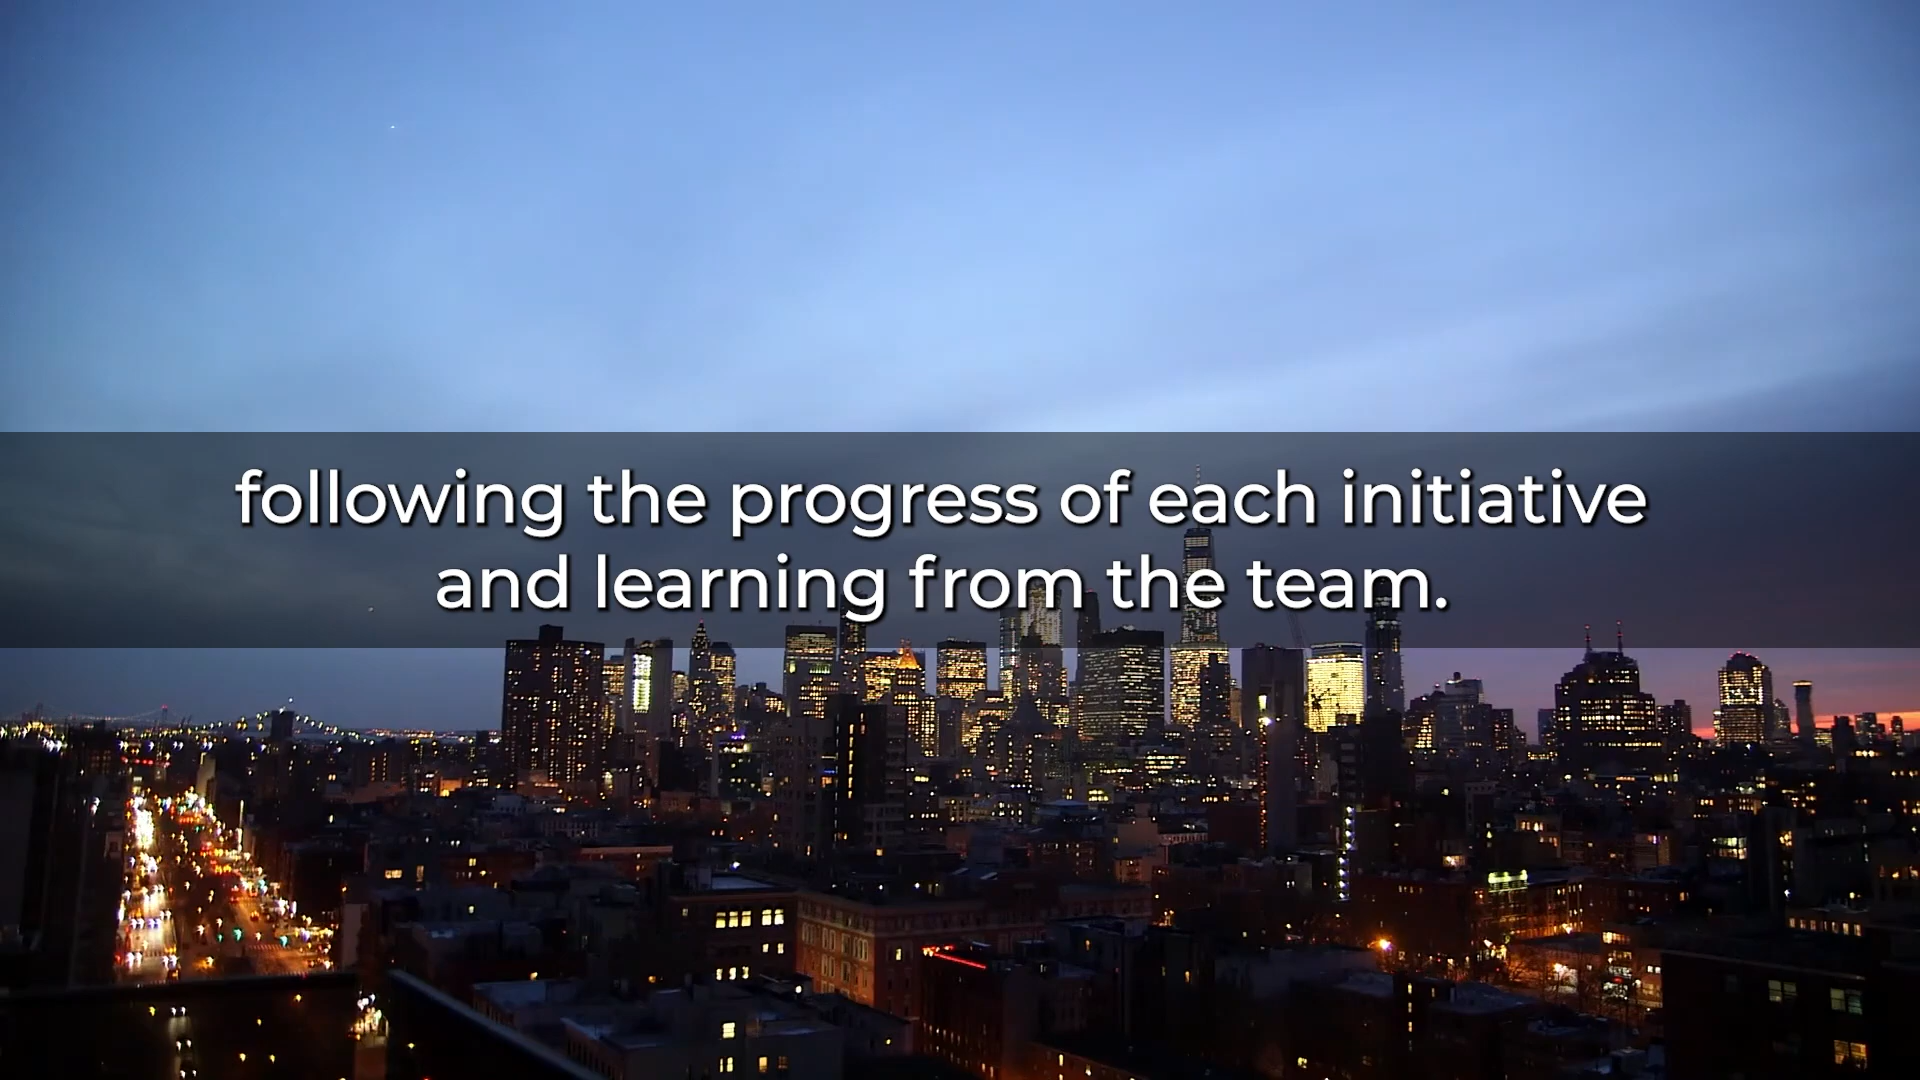 following the progress of each initiative
and learning from the team.